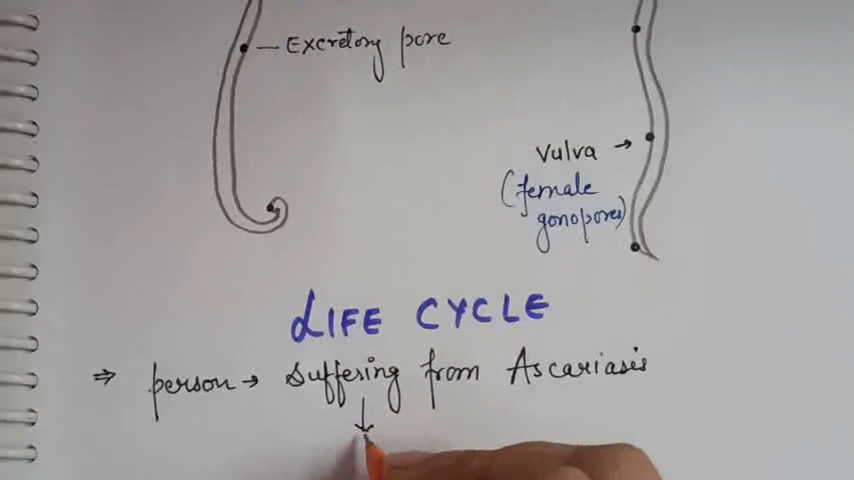 Excretory pore
Vulva →
(female
gonopores)
LIFE CYCLE
⇒ person → Suffering from Ascariasis
↓